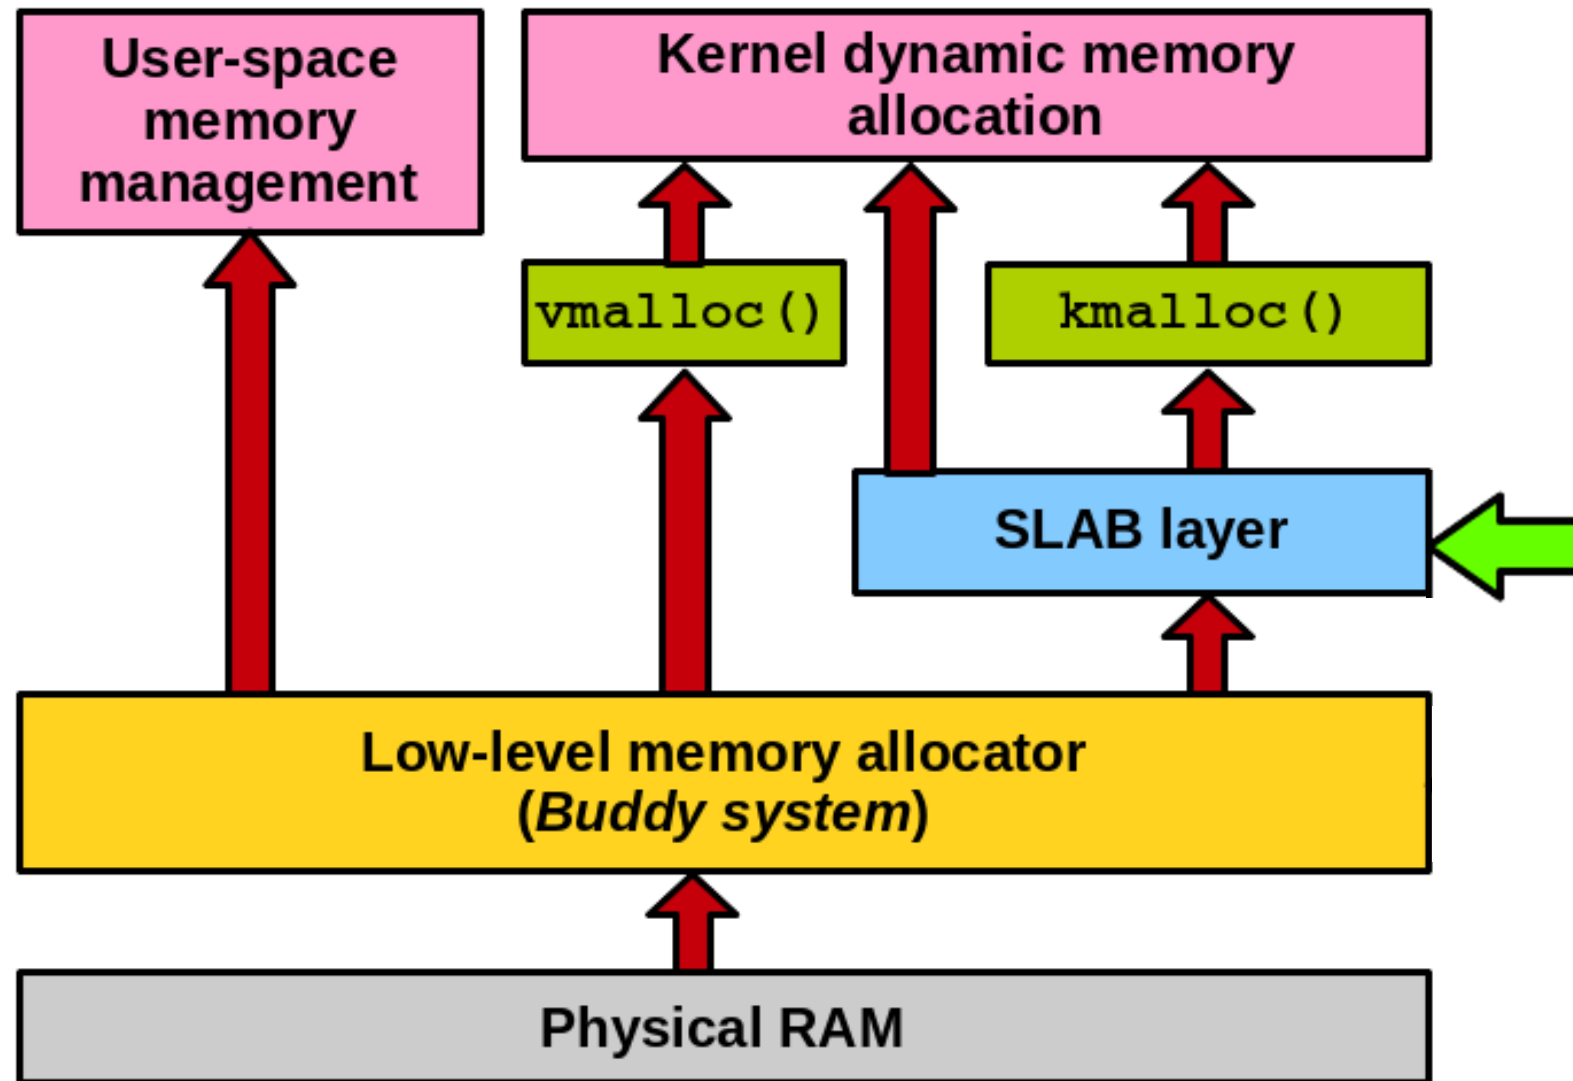 User-space
memory
management
Kernel dynamic memory
allocation
vmalloc()
kmalloc()
SLAB layer
Low-level memory allocator
(Buddy system)
Physical RAM